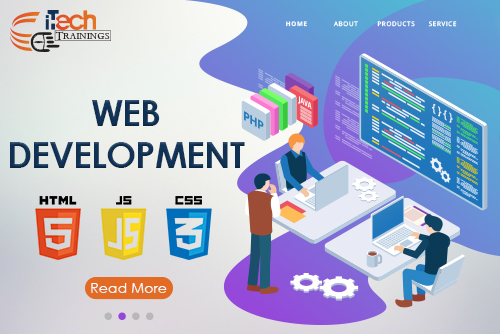 iTech
TRAININGS
HOME ABOUT PRODUCTS SERVICE
WEB
DEVELOPMENT
PHP
JAVA
{}{}
HTML JS CSS
5 JS 3
Read More